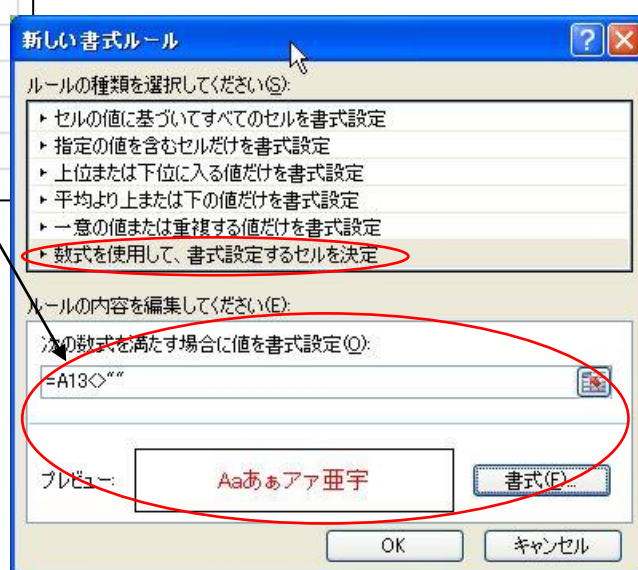 新しい書式ルール
ルールの種類を選択してください(S):
セルの値に基づいてすべてのセルを書式設定
指定の値を含むセルだけを書式設定
上位または下位に入る値だけを書式設定
平均より上または下の値だけを書式設定
一意の値または重複する値だけを書式設定
数式を使用して、書式設定するセルを決定
ルールの内容を編集してください(E):
次の数式を満たす場合に値を書式設定(O):
=A13<>""
プレビュー: Aaあぁアァ亜宇 書式(F)...
OK キャンセル